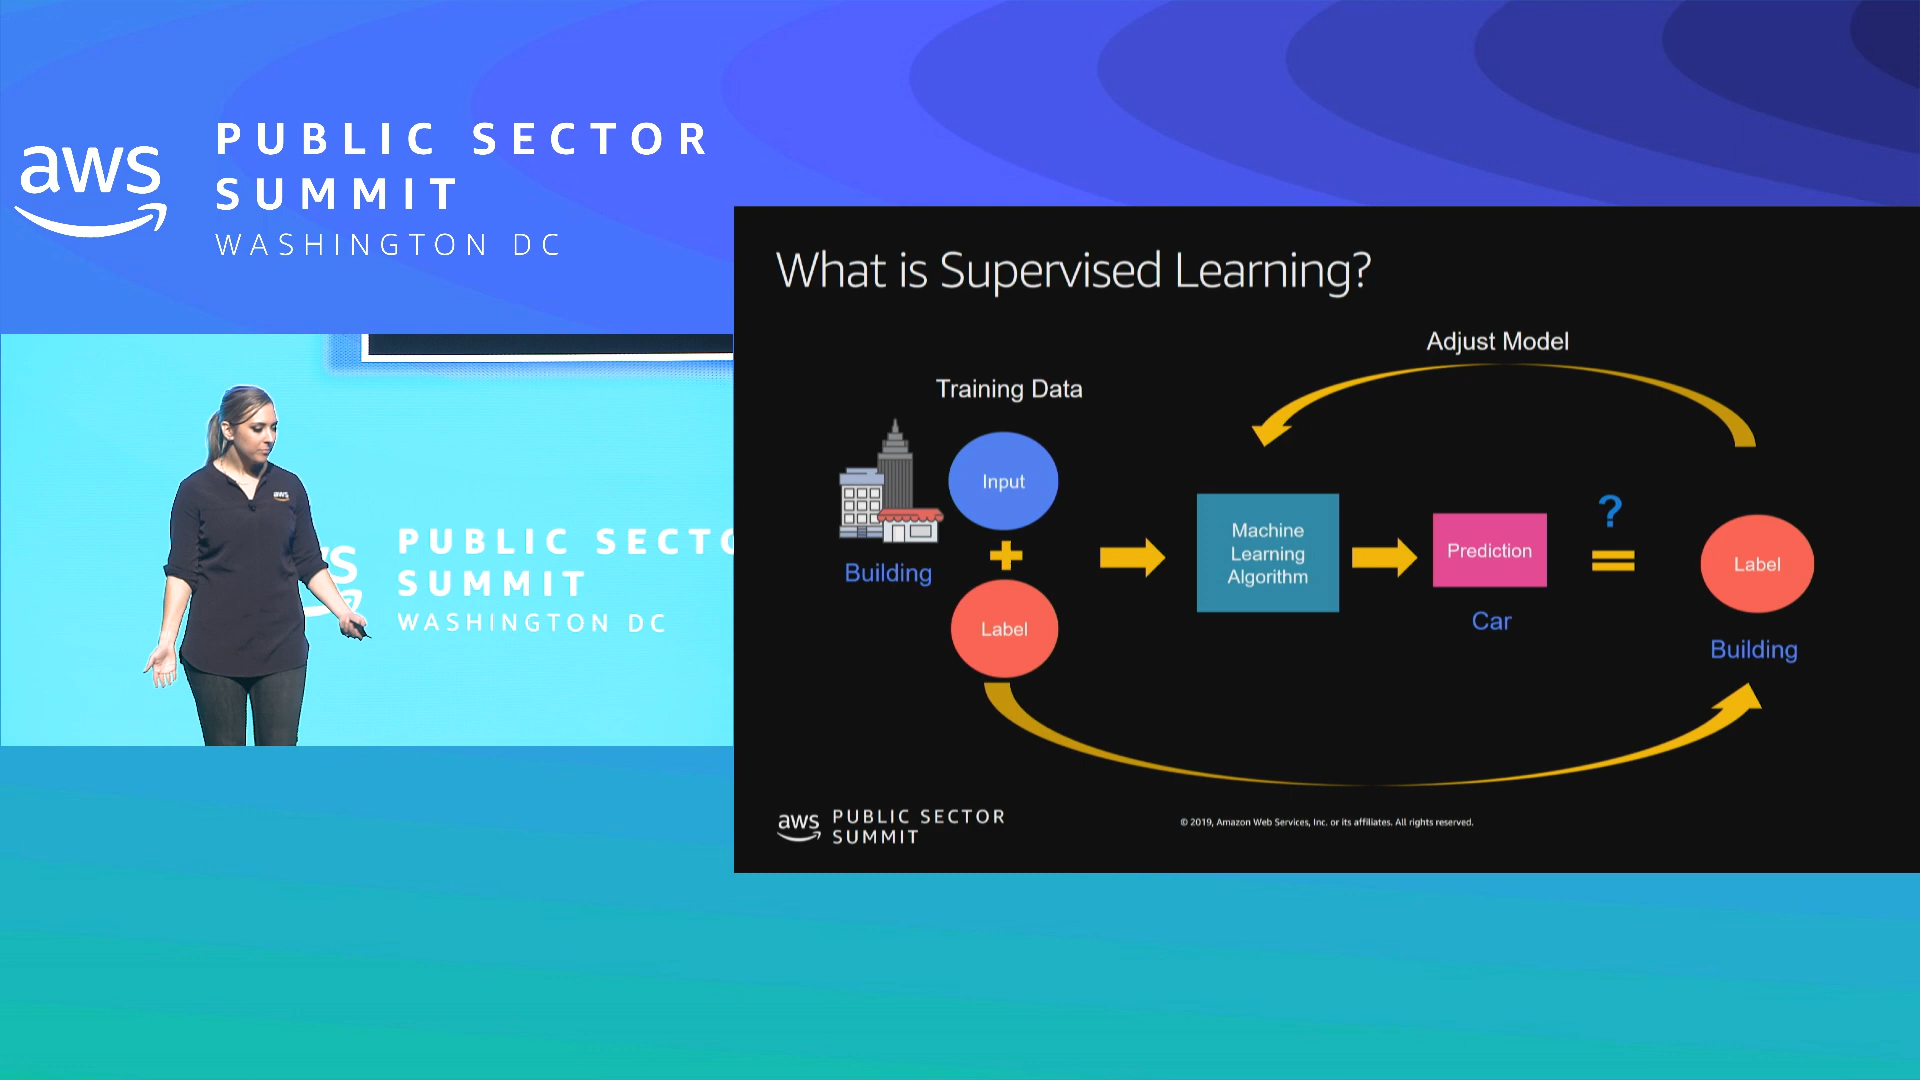 aws
PUBLIC SECTOR
SUMMIT
WASHINGTON DC
aws
PUBLIC SECTO
SUMMIT
WASHINGTON DC
What is Supervised Learning?
Adjust Model
Training Data
Input
Building
Label
Machine
Learning
Algorithm
Prediction
Car
?
Label
Building
aws
PUBLIC SECTOR
SUMMIT
© 2019, Amazon Web Services, Inc. or its affiliates. All rights reserved.